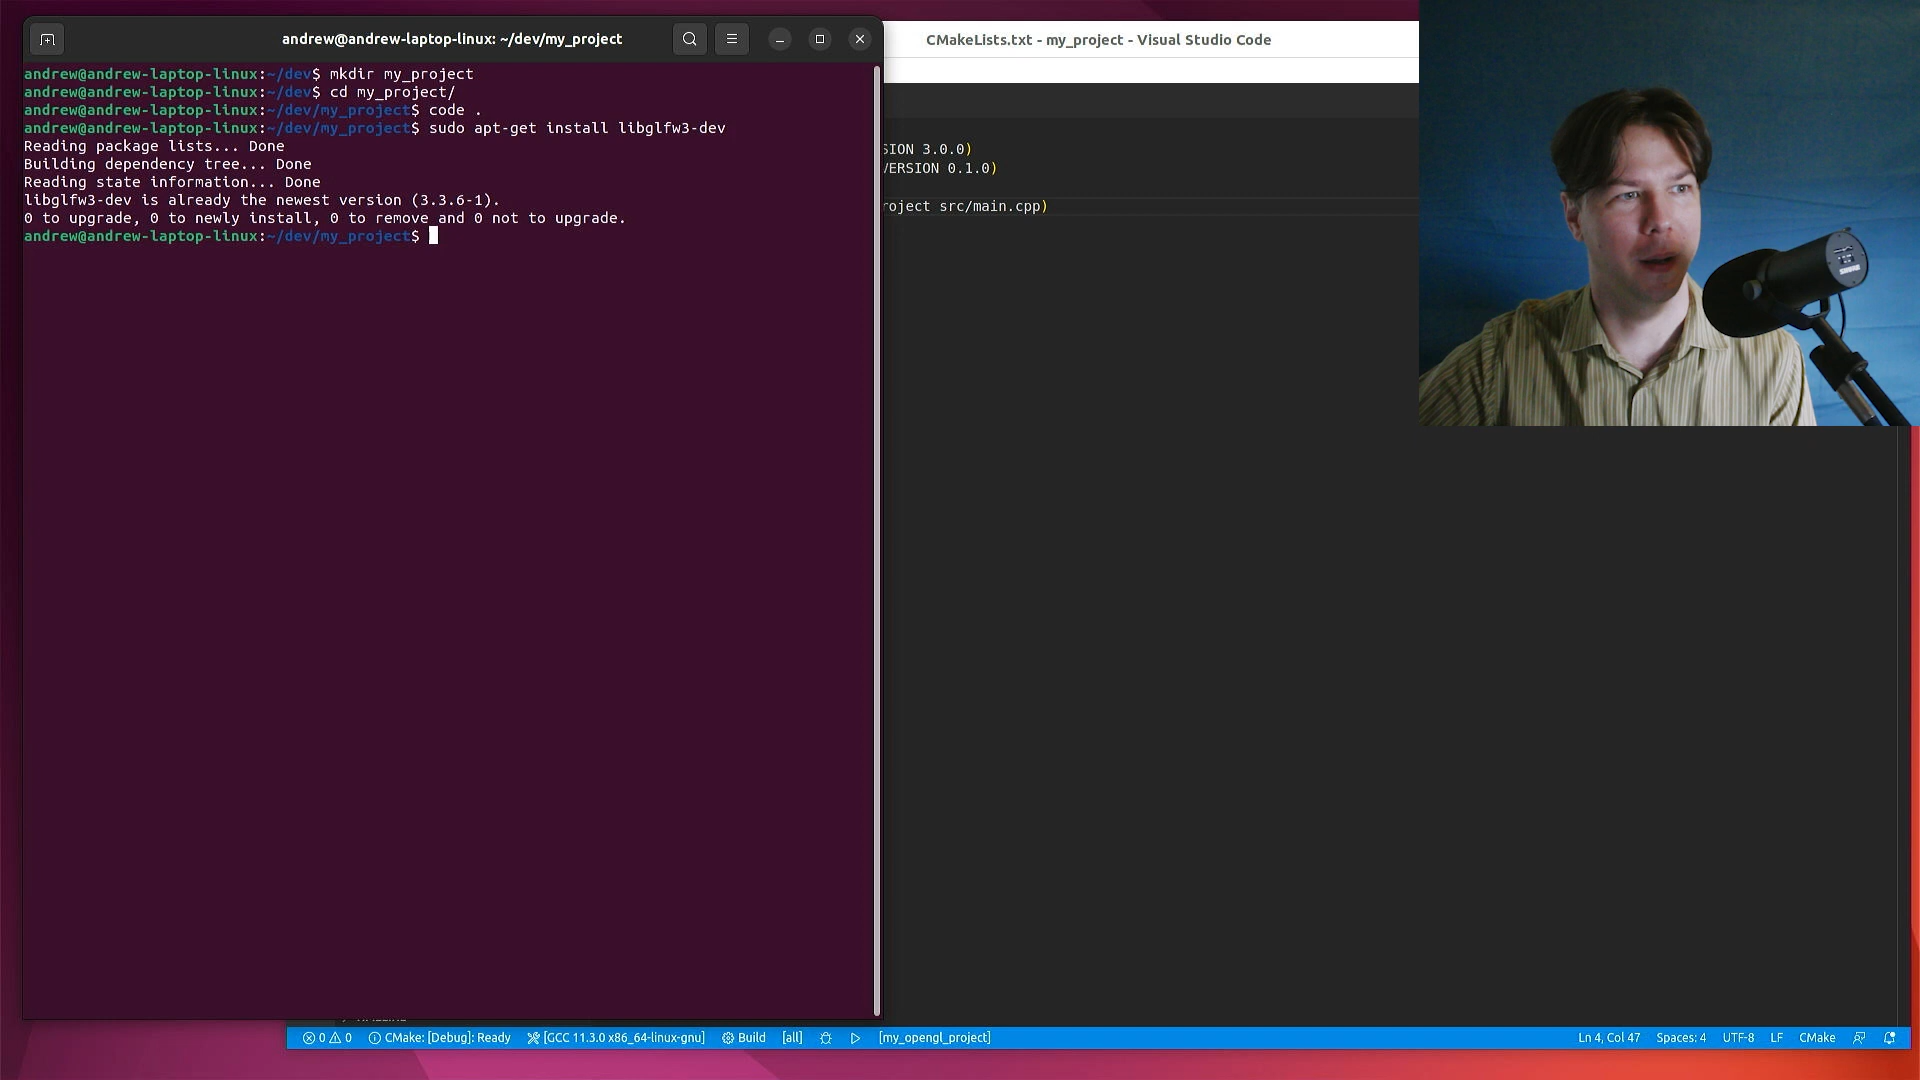 andrew@andrew-laptop-linux: ~/dev/my_project
andrew@andrew-laptop-linux:~/dev$ mkdir my_project
andrew@andrew-laptop-linux:~/dev$ cd my_project/
andrew@andrew-laptop-linux:~/dev/my_project$ code .
andrew@andrew-laptop-linux:~/dev/my_project$ sudo apt-get install libglfw3-dev
Reading package lists... Done
Building dependency tree... Done
Reading state information... Done
libglfw3-dev is already the newest version (3.3.6-1).
0 to upgrade, 0 to newly install, 0 to remove and 0 not to upgrade.
andrew@andrew-laptop-linux:~/dev/my_project$
CMakeLists.txt - my_project - Visual Studio Code
SION 3.0.0)
VERSION 0.1.0)
roject src/main.cpp)
SHURE
0 0 CMake: [Debug]: Ready [GCC 11.3.0 x86_64-linux-gnu] Build [all] [my_opengl_project] Ln 4, Col 47 Spaces: 4 UTF-8 LF CMake